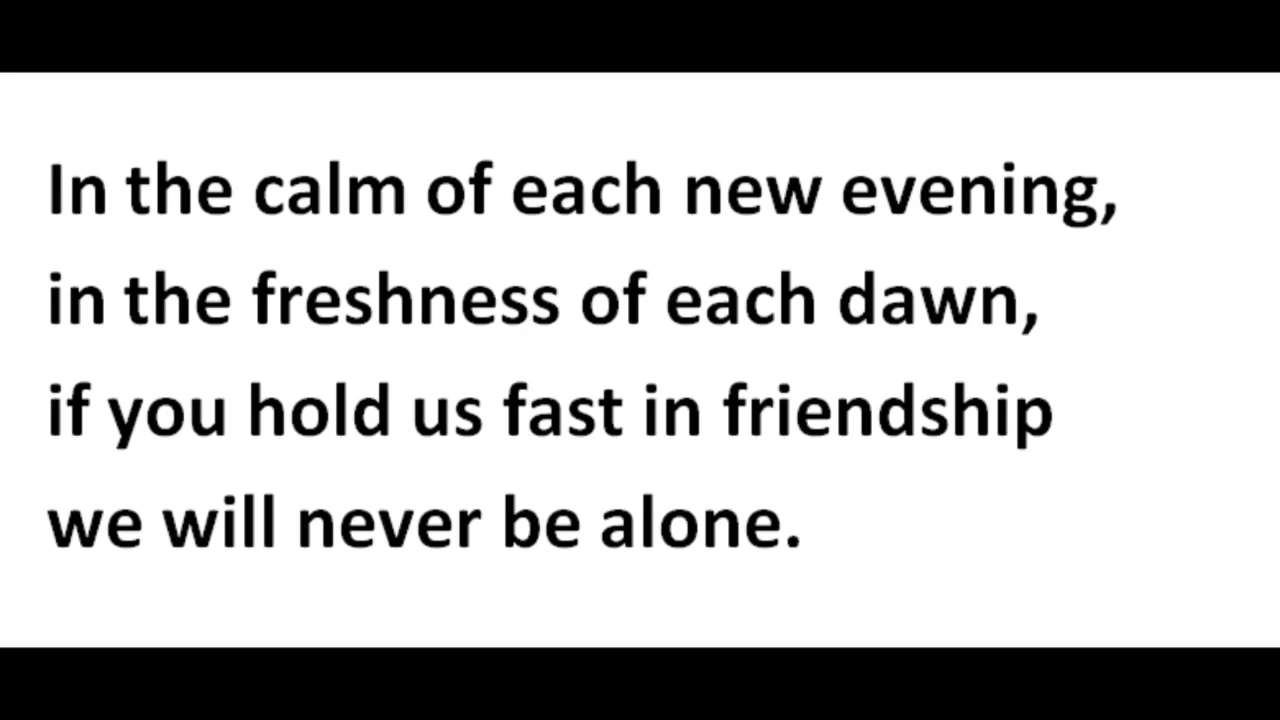 In the calm of each new evening,
in the freshness of each dawn,
if you hold us fast in friendship
we will never be alone.